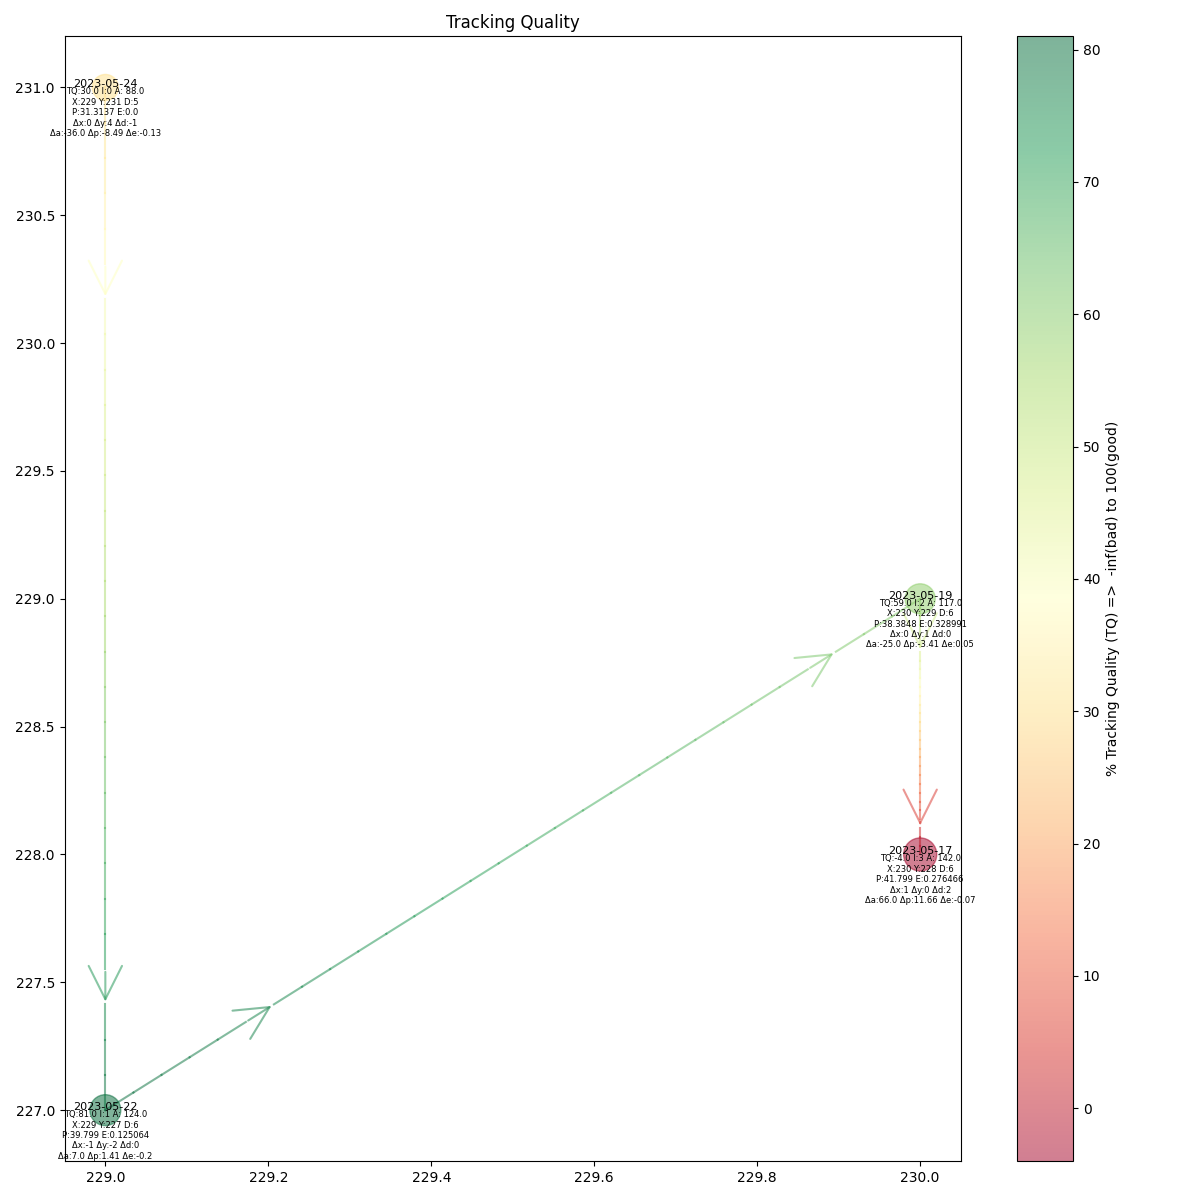 Tracking Quality
231.0
230.5
230.0
229.5
229.0
228.5
228.0
227.5
227.0
229.0
229.2
229.4
229.6
229.8
230.0
2023-05-24
TQ:30.0 I:0 A: 88.0
X:229 Y:231 D:5
P:31.3137 E:0.0
Δx:0 Δy:4 Δd:-1
Δa:-36.0 Δp:-8.49 Δe:-0.13
2023-05-19
TQ:59.0 I:2 A: 117.0
X:230 Y:229 D:6
P:38.3848 E:0.328991
Δx:0 Δy:1 Δd:0
Δa:-25.0 Δp:-3.41 Δe:0.05
2023-05-17
TQ:-4.0 I:3 A: 142.0
X:230 Y:228 D:6
P:41.799 E:0.276466
Δx:1 Δy:0 Δd:2
Δa:66.0 Δp:11.66 Δe:-0.07
2023-05-22
TQ:81.0 I:1 A: 124.0
X:229 Y:227 D:6
P:39.799 E:0.125064
Δx:-1 Δy:-2 Δd:0
Δa:7.0 Δp:1.41 Δe:-0.2
80
70
60
50
40
30
20
10
0
% Tracking Quality (TQ) => -inf(bad) to 100(good)